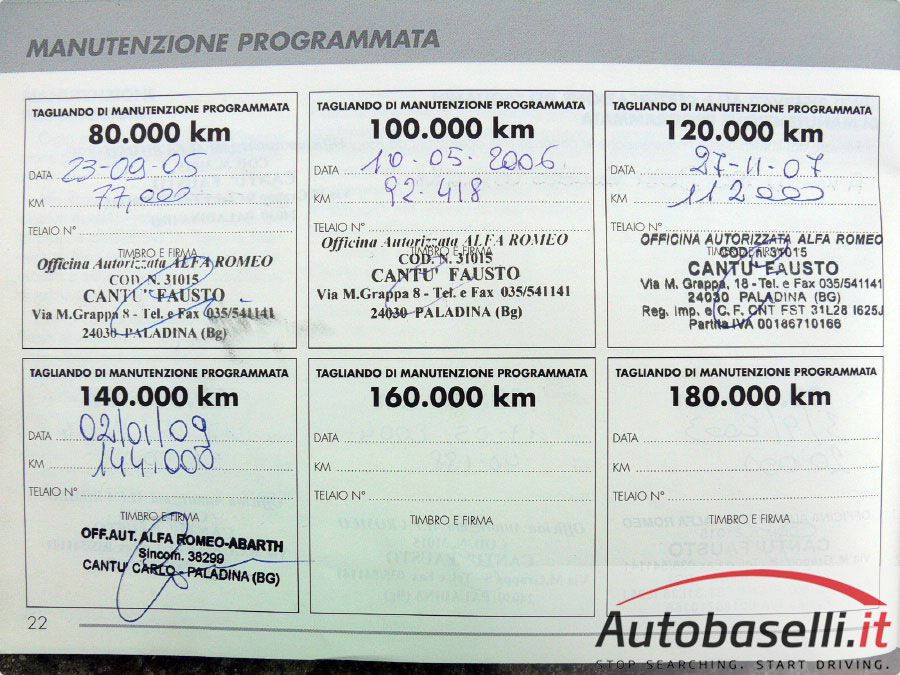 MANUTENZIONE PROGRAMMATA
TAGLIANDO DI MANUTENZIONE PROGRAMMATA
80.000 km
DATA 23-09-05
KM 77,000
TELAIO N°
TIMBRO E FIRMA
Officina Autorizzata ALFA ROMEO
COD. N. 31015
CANTU' FAUSTO
Via M.Grappa 8 - Tel. e Fax 035/541141
24030 PALADINA (Bg)
TAGLIANDO DI MANUTENZIONE PROGRAMMATA
100.000 km
DATA 10-05-2006
KM 92.418
TELAIO N°
TIMBRO E FIRMA
Officina Autorizzata ALFA ROMEO
COD. N. 31015
CANTU' FAUSTO
Via M.Grappa 8 - Tel. e Fax 035/541141
24030 PALADINA (Bg)
TAGLIANDO DI MANUTENZIONE PROGRAMMATA
120.000 km
DATA 27-11-07
KM 112000
TELAIO N°
TIMBRO E FIRMA
OFFICINA AUTORIZZATA ALFA ROMEO
COD. N. 31015
CANTU' FAUSTO
Via M. Grappa, 18 - Tel. e Fax 035/541141
24030 PALADINA (BG)
Reg. Imp. e C.F. CNT FST 31L28 I625J
Partita IVA 00186710166
TAGLIANDO DI MANUTENZIONE PROGRAMMATA
140.000 km
DATA 02/01/09
KM 144.000
TELAIO N°
TIMBRO E FIRMA
OFF.AUT. ALFA ROMEO-ABARTH
Sincom. 38299
CANTU' CARLO - PALADINA (BG)
TAGLIANDO DI MANUTENZIONE PROGRAMMATA
160.000 km
DATA
KM
TELAIO N°
TIMBRO E FIRMA
TAGLIANDO DI MANUTENZIONE PROGRAMMATA
180.000 km
DATA
KM
TELAIO N°
TIMBRO E FIRMA
22
Autobaselli.it
STOP SEARCHING. START DRIVING.